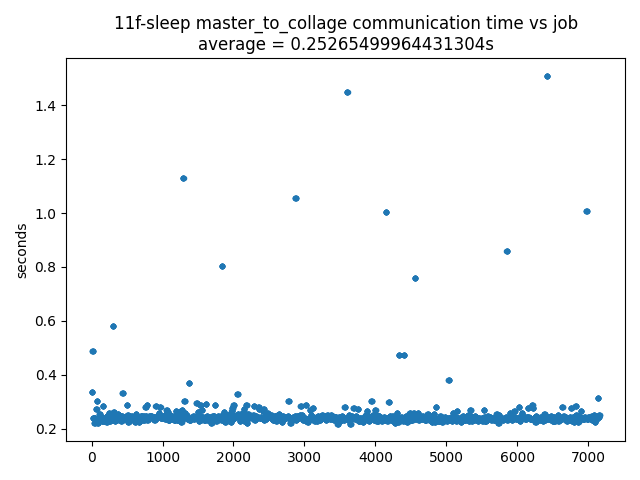 11f-sleep master_to_collage communication time vs job
average = 0.25265499964431304s
seconds
1.4
1.2
1.0
0.8
0.6
0.4
0.2
0 1000 2000 3000 4000 5000 6000 7000